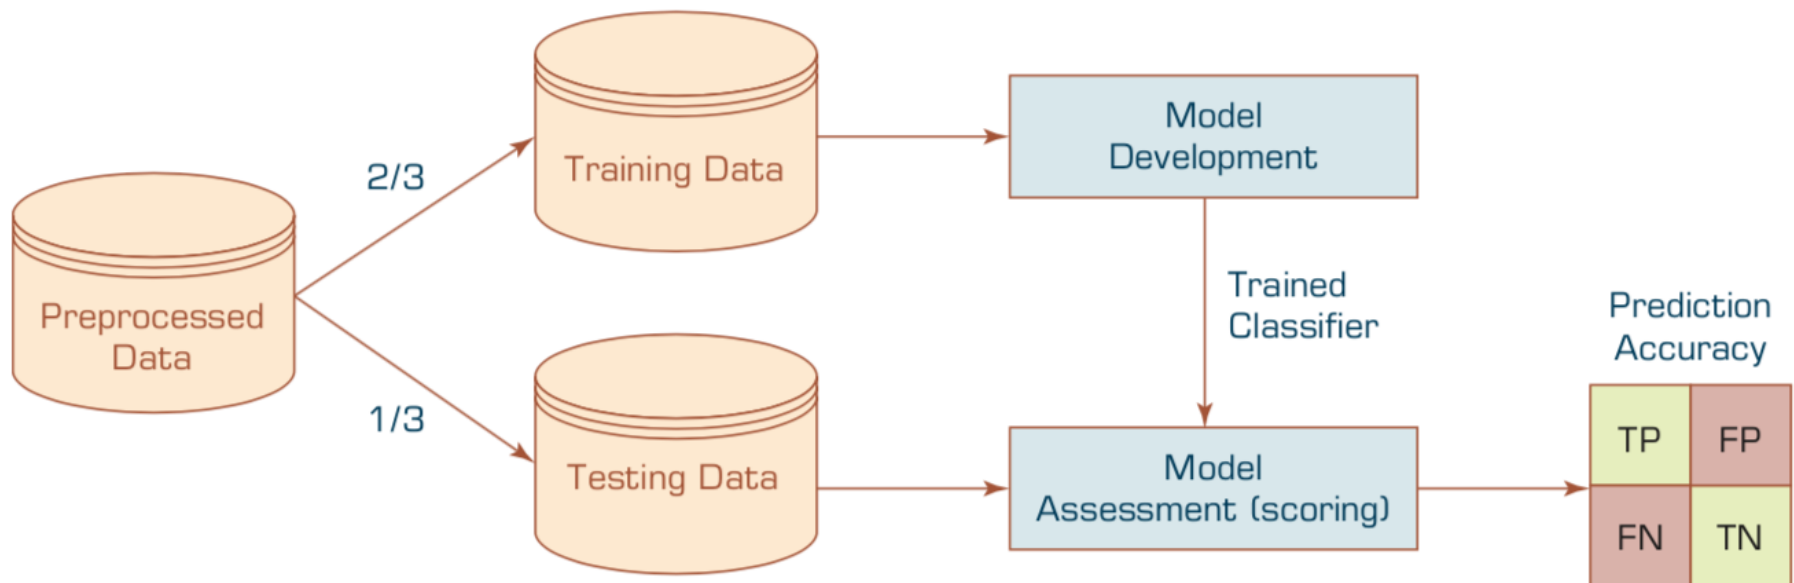 Preprocessed
Data
2/3
1/3
Training Data
Testing Data
Model
Development
Trained
Classifier
Model
Assessment (scoring)
Prediction
Accuracy
TP FP
FN TN